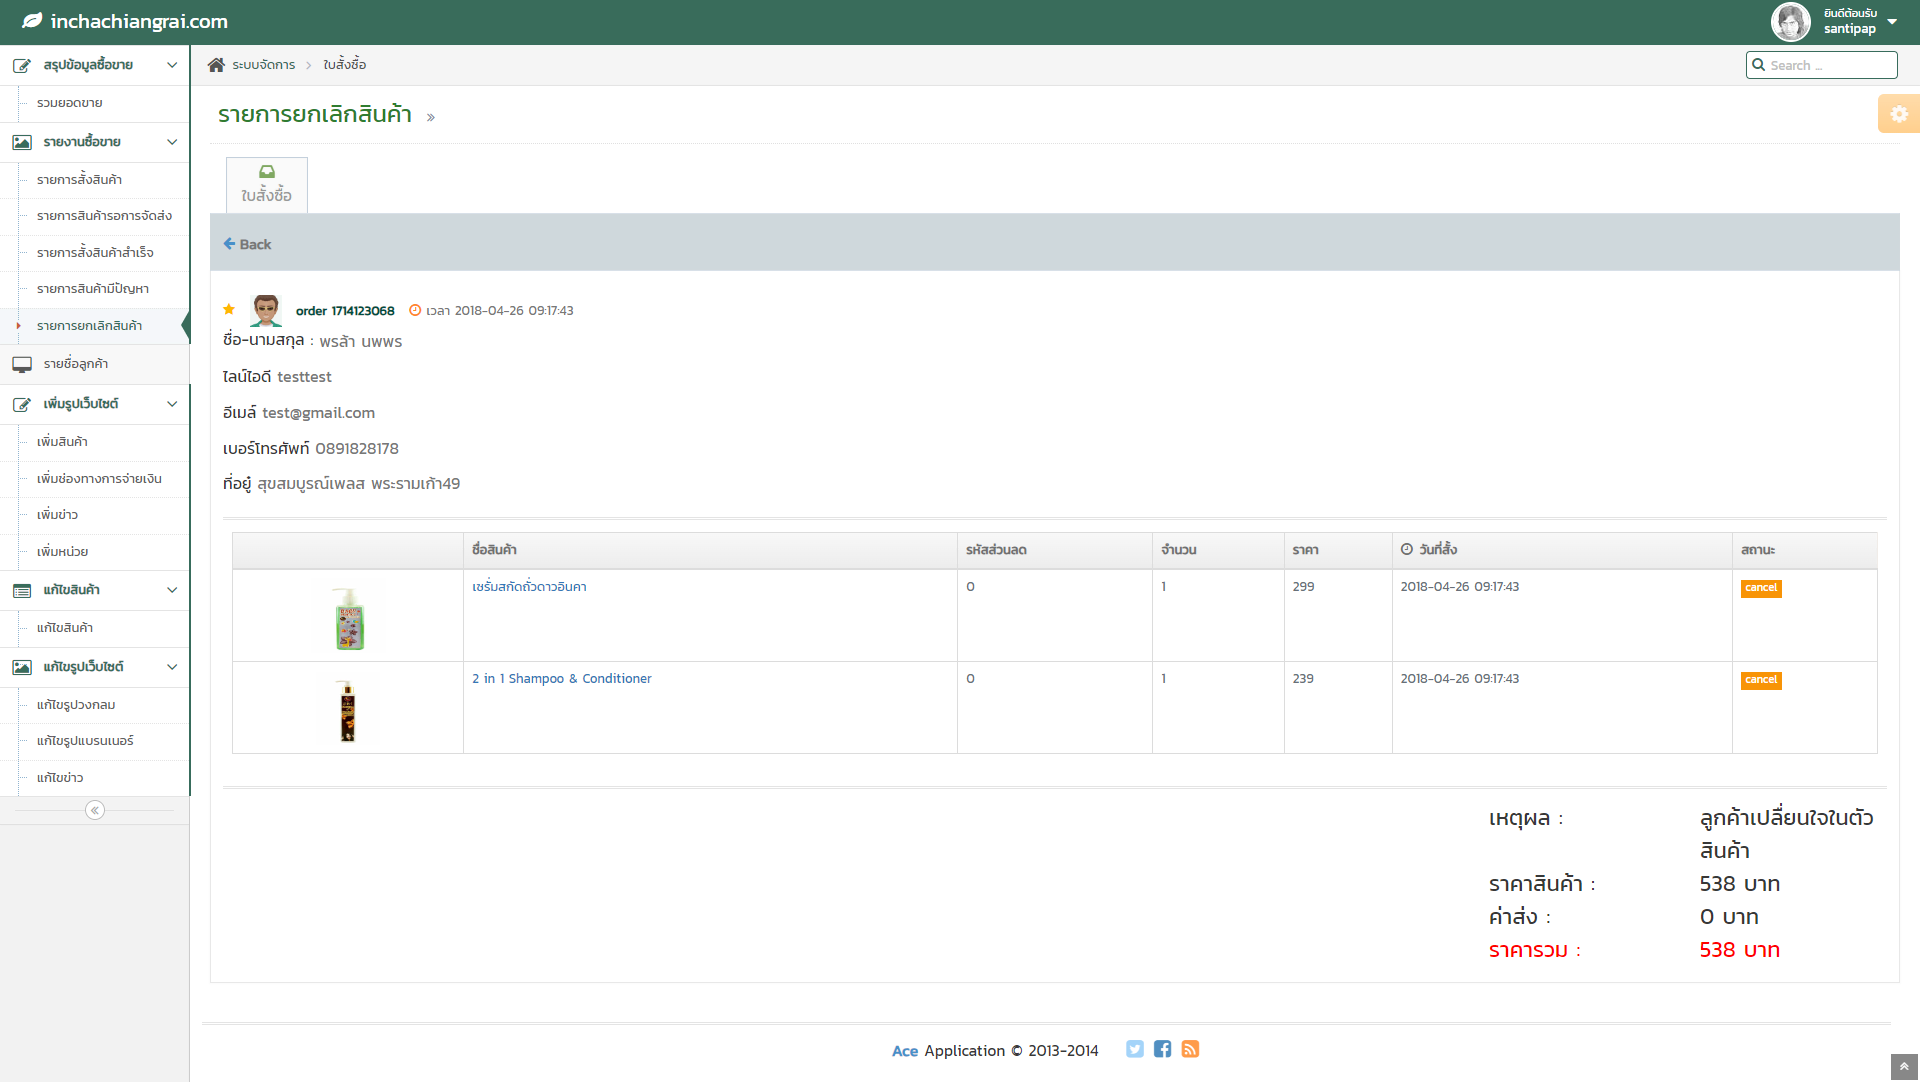 inchachiangrai.com
ยินดีต้อนรับ
santipap
สรุปข้อมูลซื้อขาย
รวมยอดขาย
รายงานซื้อขาย
รายการสั้งสินค้า
รายการสินค้ารอการจัดส่ง
รายการสั้งสินค้าสำเร็จ
รายการสินค้ามีปัญหา
รายการยกเลิกสินค้า
รายชื่อลูกค้า
เพิ่มรูปเว็บไซต์
เพิ่มสินค้า
เพิ่มช่องทางการจ่ายเงิน
เพิ่มข่าว
เพิ่มหน่วย
แก้ไขสินค้า
แก้ไขสินค้า
แก้ไขรูปเว็บไซต์
แก้ไขรูปวงกลม
แก้ไขรูปแบรนเนอร์
แก้ไขข่าว
ระบบจัดการ > ใบสั้งซื้อ
Search ...
รายการยกเลิกสินค้า »
ใบสั้งซื้อ
Back
order 1714123068 เวลา 2018-04-26 09:17:43
ชื่อ-นามสกุล : พรล้า นพพร
ไลน์ไอดี testtest
อีเมล์ test@gmail.com
เบอร์โทรศัพท์ 0891828178
ที่อยู๋ สุขสมบูรณ์เพลส พระรามเก้า49
ชื่อสินค้า รหัสส่วนลด จำนวน ราคา วันที่สั้ง สถานะ
เซรั่มสกัดถั่วดาวอินคา 0 1 299 2018-04-26 09:17:43 cancel
2 in 1 Shampoo & Conditioner 0 1 239 2018-04-26 09:17:43 cancel
เหตุผล : ลูกค้าเปลี่ยนใจในตัว
สินค้า
ราคาสินค้า : 538 บาท
ค่าส่ง : 0 บาท
ราคารวม : 538 บาท
Ace Application © 2013-2014